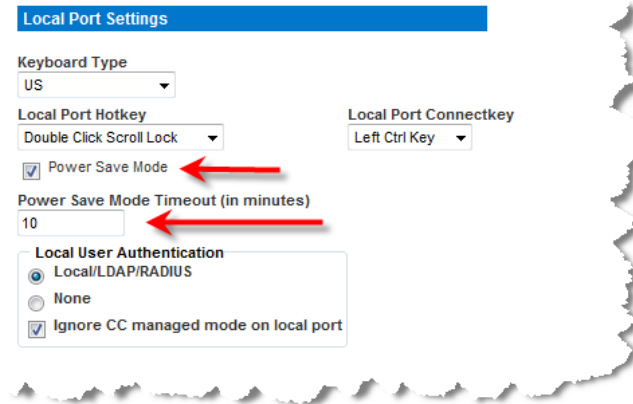 Local Port Settings
Keyboard Type
US
Local Port Hotkey
Local Port Connectkey
Double Click Scroll Lock
Left Ctrl Key
Power Save Mode
Power Save Mode Timeout (in minutes)
10
Local User Authentication
Local/LDAP/RADIUS
None
Ignore CC managed mode on local port